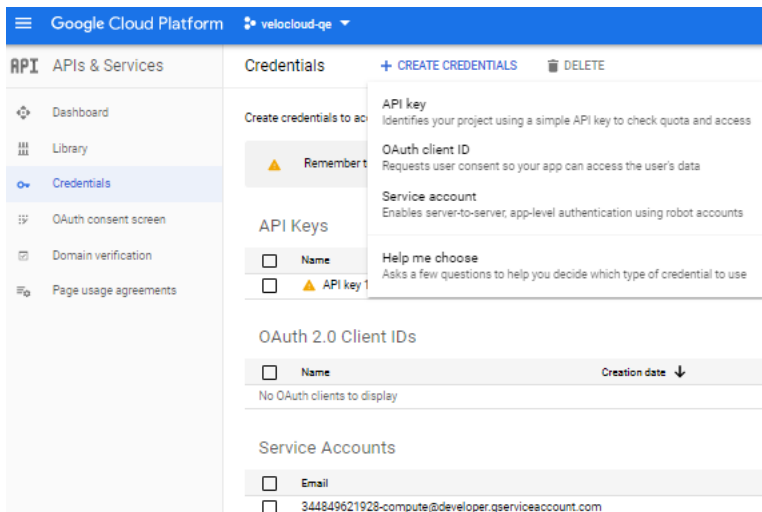 Google Cloud Platform velocloud-qe
API APIs & Services
Dashboard
Library
Credentials
OAuth consent screen
Domain verification
Page usage agreements
Credentials + CREATE CREDENTIALS DELETE
Create credentials to
Remember
API key
Identifies your project using a simple API key to check quota and access
OAuth client ID
Requests user consent so your app can access the user's data
Service account
Enables server-to-server, app-level authentication using robot accounts
Help me choose
Asks a few questions to help you decide which type of credential to use
API Keys
Name
API key 1
OAuth 2.0 Client IDs
Name Creation date
No OAuth clients to display
Service Accounts
Email
344849621928-compute@developer.gserviceaccount.com